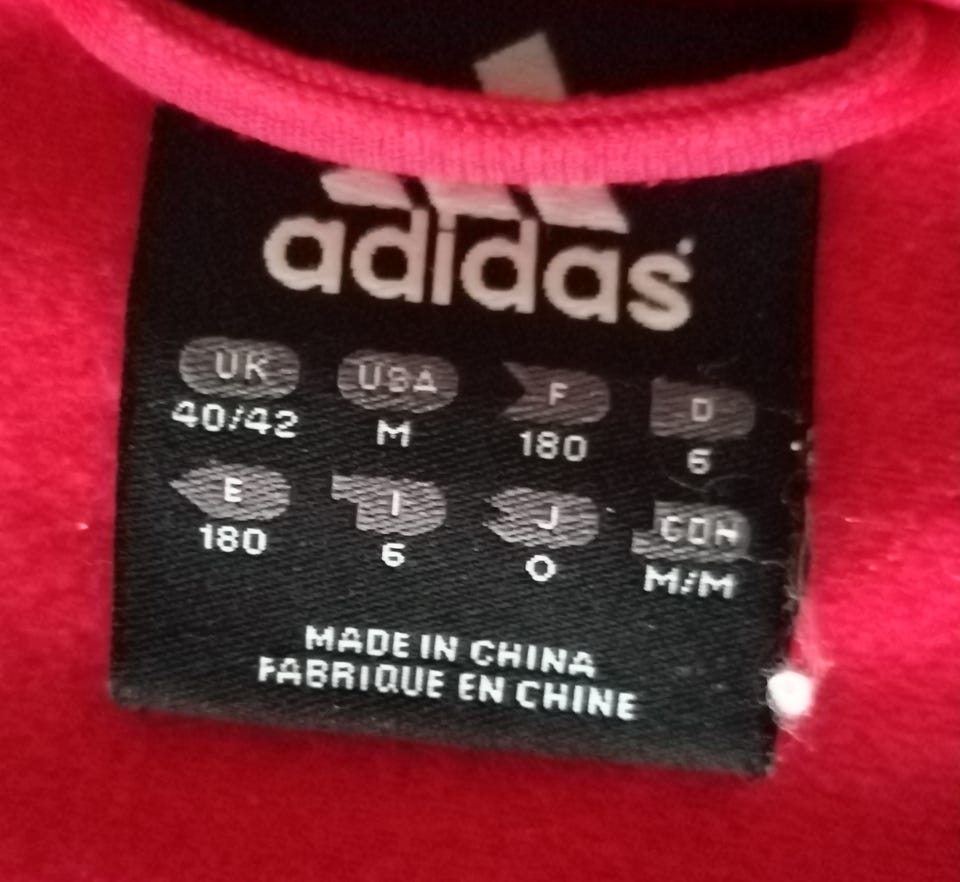 adidas
UK USA F D
40/42 M 180 6
E I J CDN
180 6 O M/M
MADE IN CHINA
FABRIQUE EN CHINE